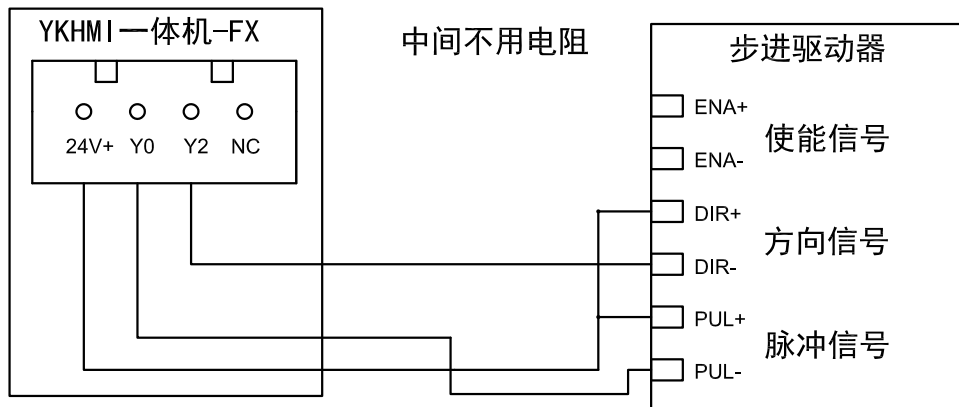 YKHMI一体机-FX
24V+ Y0 Y2 NC
中间不用电阻
步进驱动器
ENA+
使能信号
ENA-
DIR+
方向信号
DIR-
PUL+
脉冲信号
PUL-